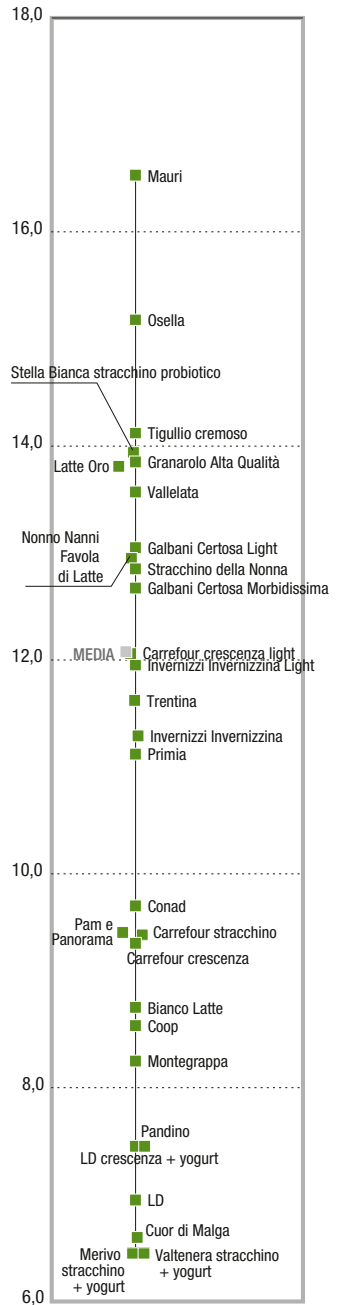 18,0
Mauri
16,0
Osella
Stella Bianca stracchino probiotico
Tigullio cremoso
14,0
Latte Oro
Granarolo Alta Qualità
Vallelata
Nonno Nanni
Favola
di Latte
Galbani Certosa Light
Stracchino della Nonna
Galbani Certosa Morbidissima
12,0
MEDIA
Carrefour crescenza light
Invernizzi Invernizzina Light
Trentina
Invernizzi Invernizzina
Primia
10,0
Conad
Pam e
Panorama
Carrefour stracchino
Carrefour crescenza
Bianco Latte
Coop
Montegrappa
8,0
Pandino
LD crescenza + yogurt
LD
Cuor di Malga
Merivo
stracchino
+ yogurt
Valtenera stracchino
+ yogurt
6,0